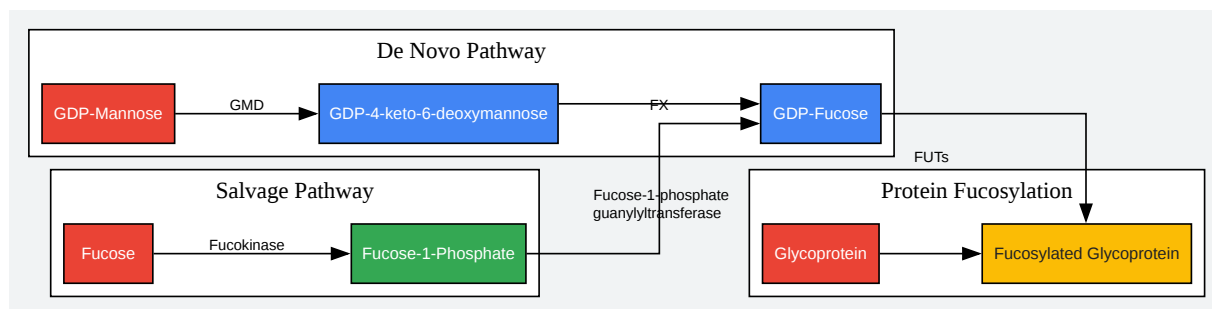 De Novo Pathway
GDP-Mannose
GMD
GDP-4-keto-6-deoxymannose
FX
GDP-Fucose
FUTs
Salvage Pathway
Fucose
Fucokinase
Fucose-1-Phosphate
Fucose-1-phosphate
guanylyltransferase
Protein Fucosylation
Glycoprotein
Fucosylated Glycoprotein